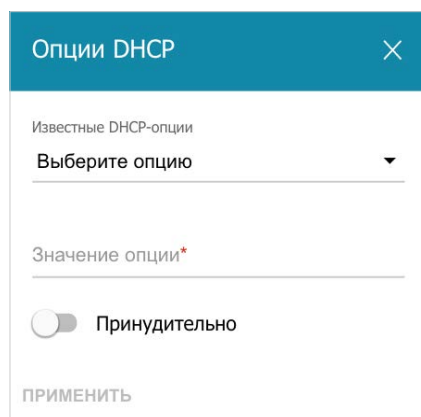 Опции DHCP
Известные DHCP-опции
Выберите опцию
Значение опции*
Принудительно
ПРИМЕНИТЬ